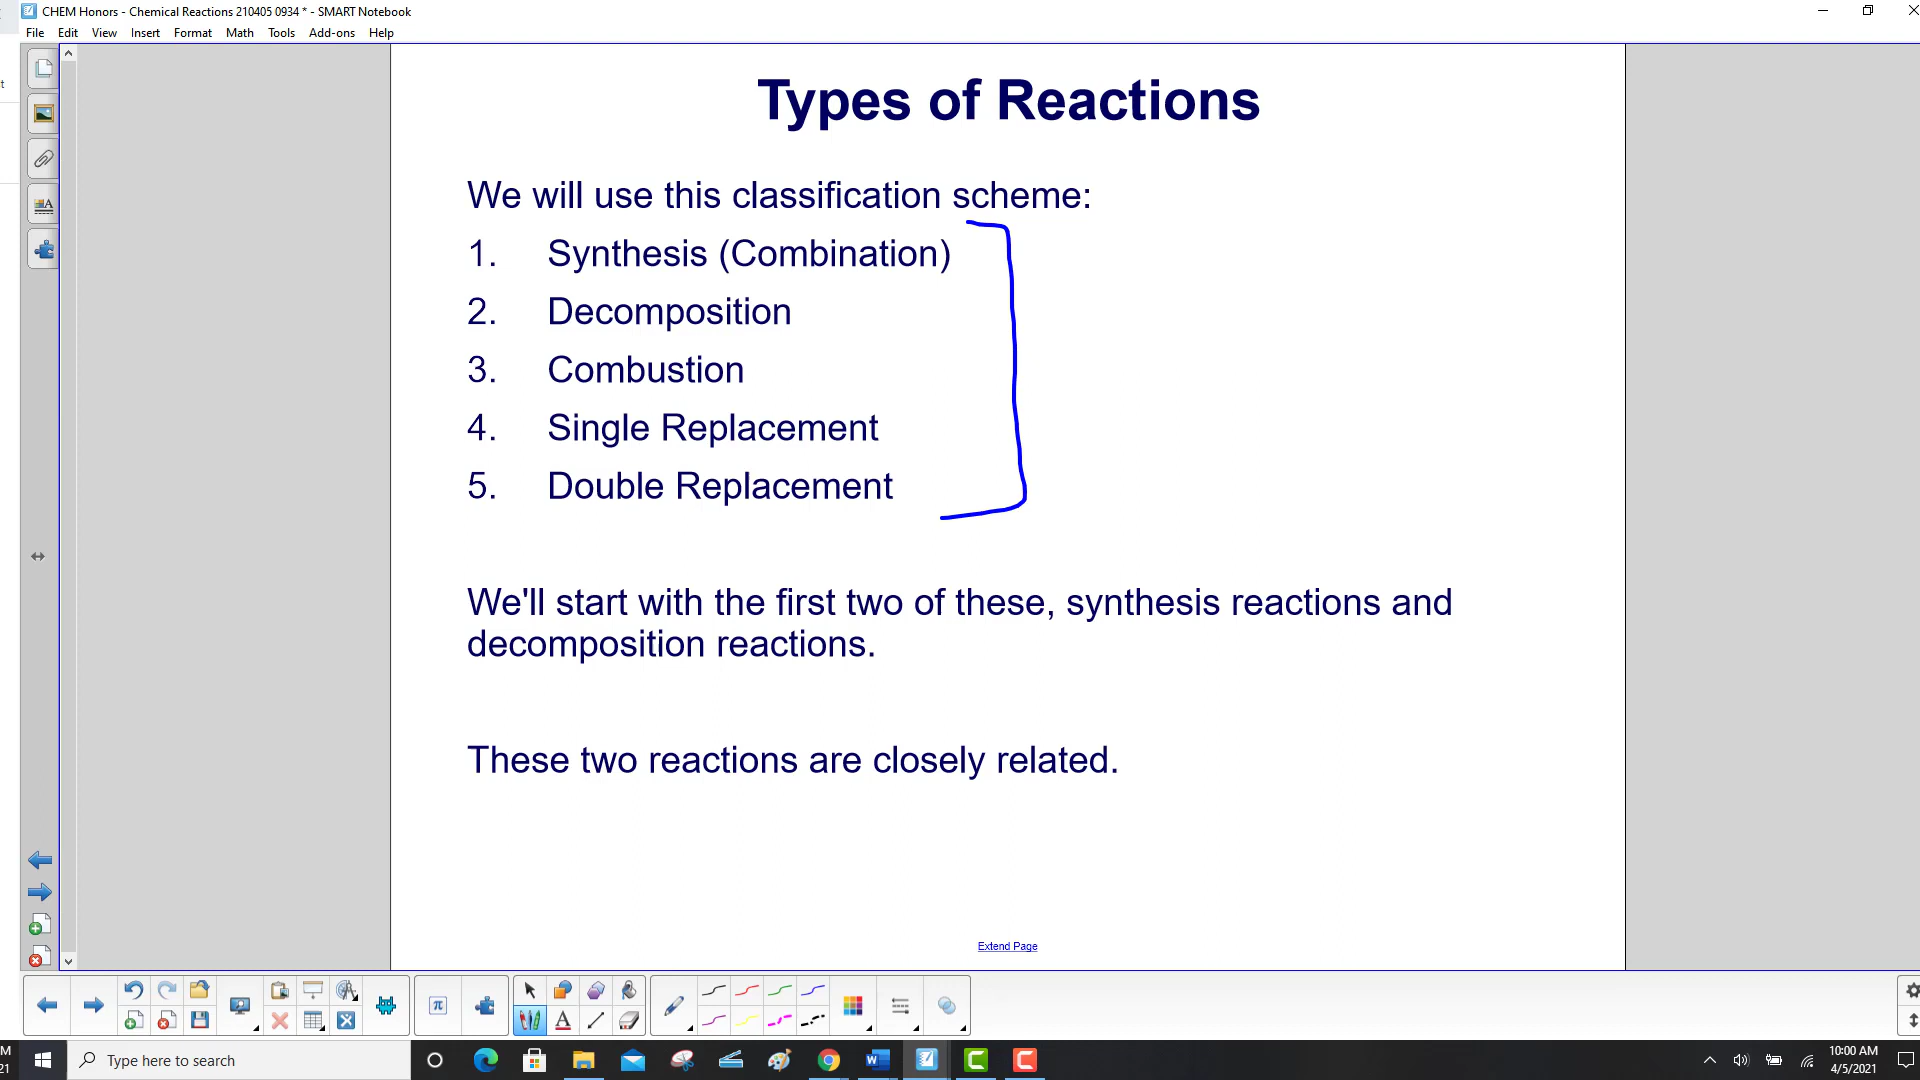 CHEM Honors - Chemical Reactions 210405 0934 * - SMART Notebook
File Edit View Insert Format Math Tools Add-ons Help
t
Types of Reactions
We will use this classification scheme:
1. Synthesis (Combination)
2. Decomposition
3. Combustion
4. Single Replacement
5. Double Replacement
We'll start with the first two of these, synthesis reactions and
decomposition reactions.
These two reactions are closely related.
Extend Page
M
21
Type here to search
10:00 AM
4/5/2021